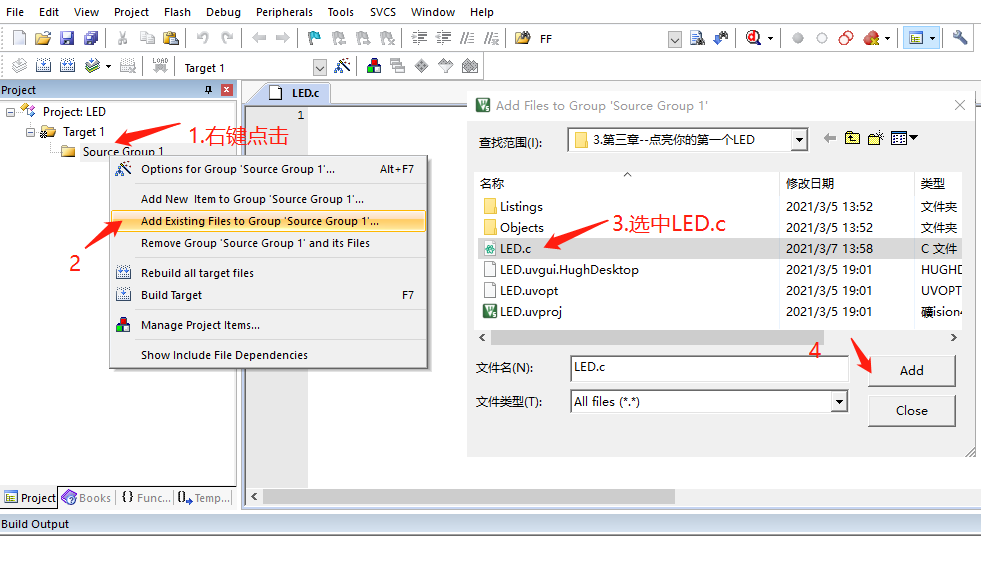 File Edit View Project Flash Debug Peripherals Tools SVCS Window Help
FF
LOAD
Target 1
Project
LED.c
Project: LED
Target 1
Source Group 1
1
1.右键点击
Options for Group 'Source Group 1'... Alt+F7
Add New Item to Group 'Source Group 1'...
Add Existing Files to Group 'Source Group 1'...
Remove Group 'Source Group 1' and its Files
2
Rebuild all target files
Build Target F7
Manage Project Items...
Show Include File Dependencies
Add Files to Group 'Source Group 1'
查找范围(I): 3.第三章--点亮你的第一个LED
名称 修改日期 类型
Listings 2021/3/5 13:52 文件夹
Objects 2021/3/5 13:52 文件夹
3.选中LED.c
LED.c 2021/3/7 13:58 C 文件
LED.uvgui.HughDesktop 2021/3/5 19:01 HUGHD
LED.uvopt 2021/3/5 19:01 UVOPT
LED.uvproj 2021/3/5 19:01 礦ision4
4
文件名(N): LED.c Add
文件类型(T): All files (*.*) Close
Project Books Func... Temp...
Build Output